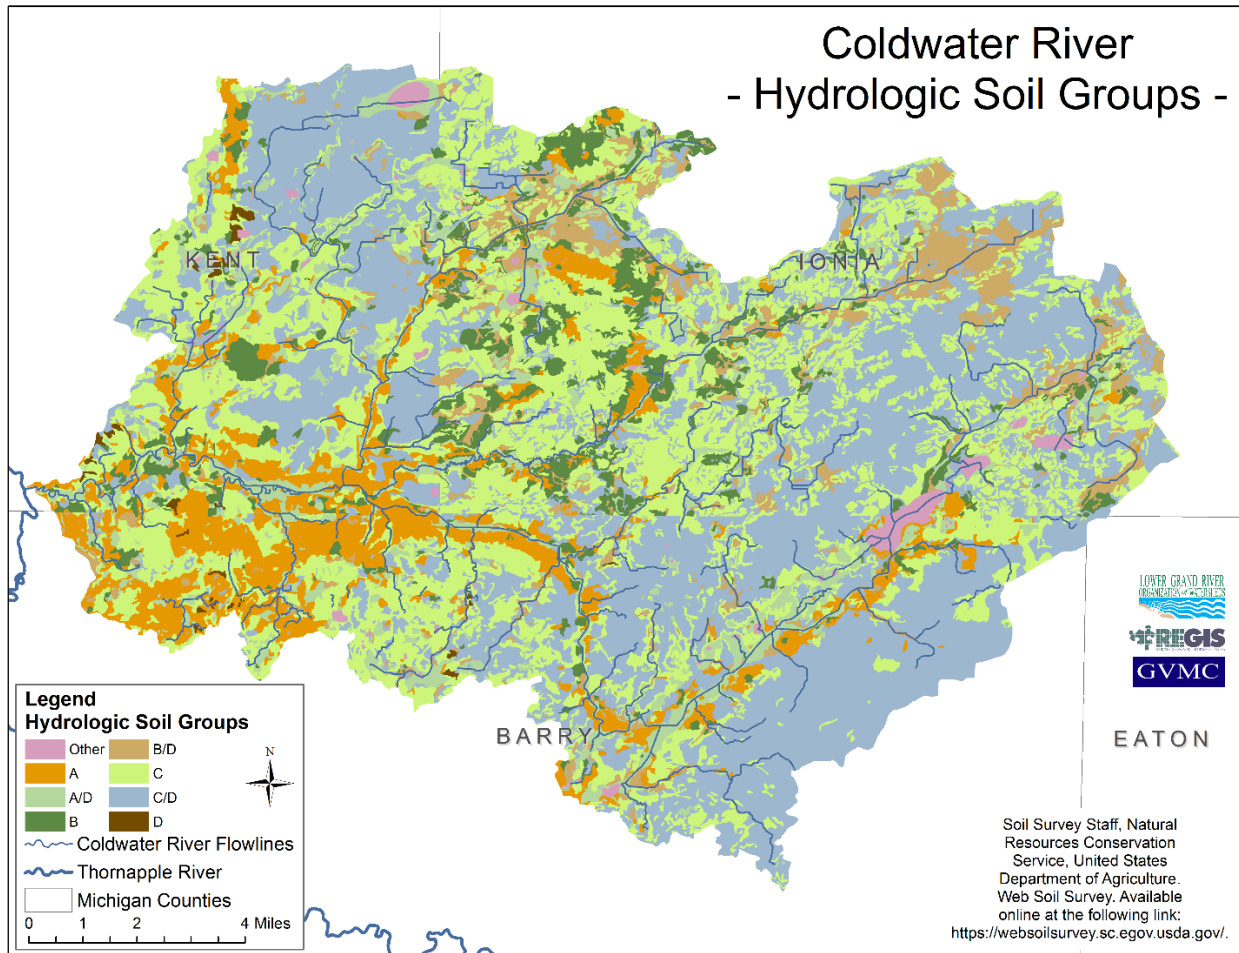 Coldwater River
- Hydrologic Soil Groups -
KENT
IONIA
BARRY
EATON
LOWER GRAND RIVER
ORGANIZATION of WATERSHEDS
REGIS
GVMC
Legend
Hydrologic Soil Groups
Other
B/D
A
C
A/D
C/D
B
D
N
Coldwater River Flowlines
Thornapple River
Michigan Counties
0 1 2 4 Miles
Soil Survey Staff, Natural
Resources Conservation
Service, United States
Department of Agriculture.
Web Soil Survey. Available
online at the following link:
https://websoilsurvey.sc.egov.usda.gov/.